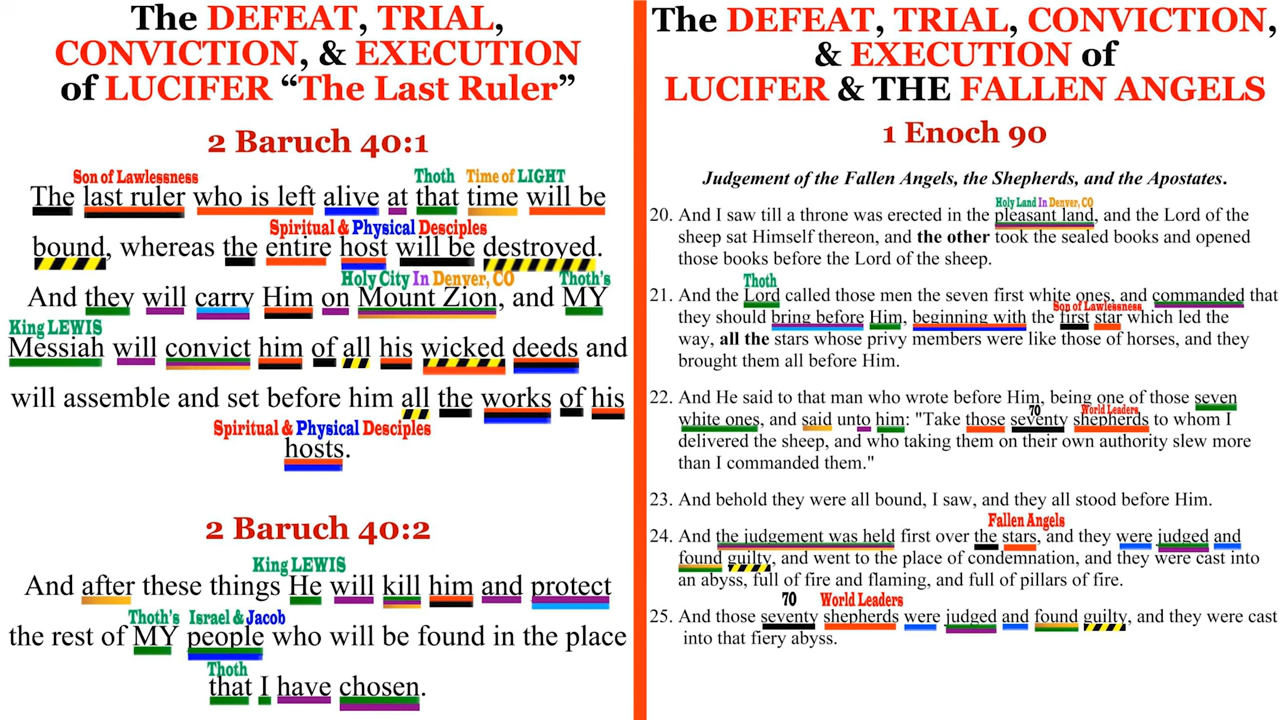 The DEFEAT, TRIAL,
CONVICTION, & EXECUTION
of LUCIFER “The Last Ruler”
2 Baruch 40:1
Son of Lawlessness Thoth Time of LIGHT
The last ruler who is left alive at that time will be
Spiritual & Physical Desciples
bound, whereas the entire host will be destroyed.
Holy City In Denver, CO Thoth's
And they will carry Him on Mount Zion, and MY
King LEWIS
Messiah will convict him of all his wicked deeds and
will assemble and set before him all the works of his
Spiritual & Physical Desciples
hosts.
2 Baruch 40:2
King LEWIS
And after these things He will kill him and protect
Thoth's Israel & Jacob
the rest of MY people who will be found in the place
Thoth
that I have chosen.
The DEFEAT, TRIAL, CONVICTION,
& EXECUTION of
LUCIFER & THE FALLEN ANGELS
1 Enoch 90
Judgement of the Fallen Angels, the Shepherds, and the Apostates.
Holy Land In Denver, CO
20. And I saw till a throne was erected in the pleasant land, and the Lord of the
sheep sat Himself thereon, and the other took the sealed books and opened
those books before the Lord of the sheep.
Thoth
21. And the Lord called those men the seven first white ones, and commanded that
Son of Lawlessness
they should bring before Him, beginning with the first star which led the
way, all the stars whose privy members were like those of horses, and they
brought them all before Him.
22. And He said to that man who wrote before Him, being one of those seven
70 World Leaders
white ones, and said unto him: "Take those seventy shepherds to whom I
delivered the sheep, and who taking them on their own authority slew more
than I commanded them."
23. And behold they were all bound, I saw, and they all stood before Him.
Fallen Angels
24. And the judgement was held first over the stars, and they were judged and
found guilty, and went to the place of condemnation, and they were cast into
an abyss, full of fire and flaming, and full of pillars of fire.
70 World Leaders
25. And those seventy shepherds were judged and found guilty, and they were cast
into that fiery abyss.